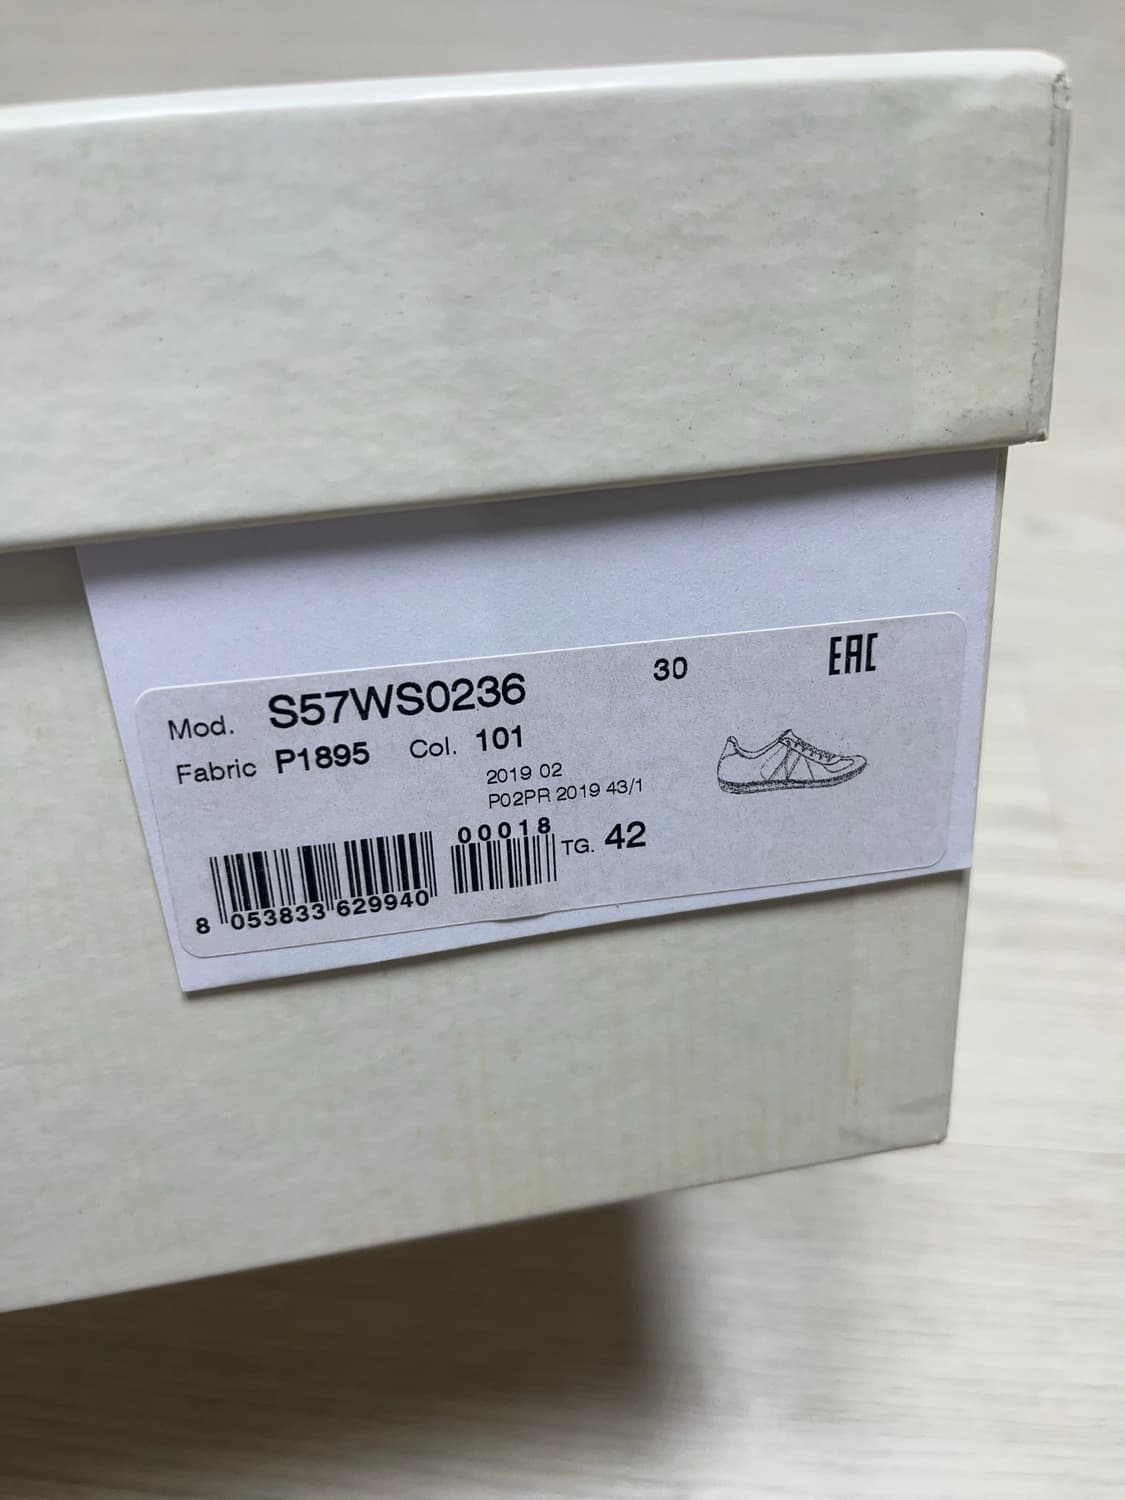 Mod. S57WS0236 30 EAC
Fabric P1895 Col. 101
2019 02
P02PR 2019 43/1
00018
TG. 42
8 053833 629940